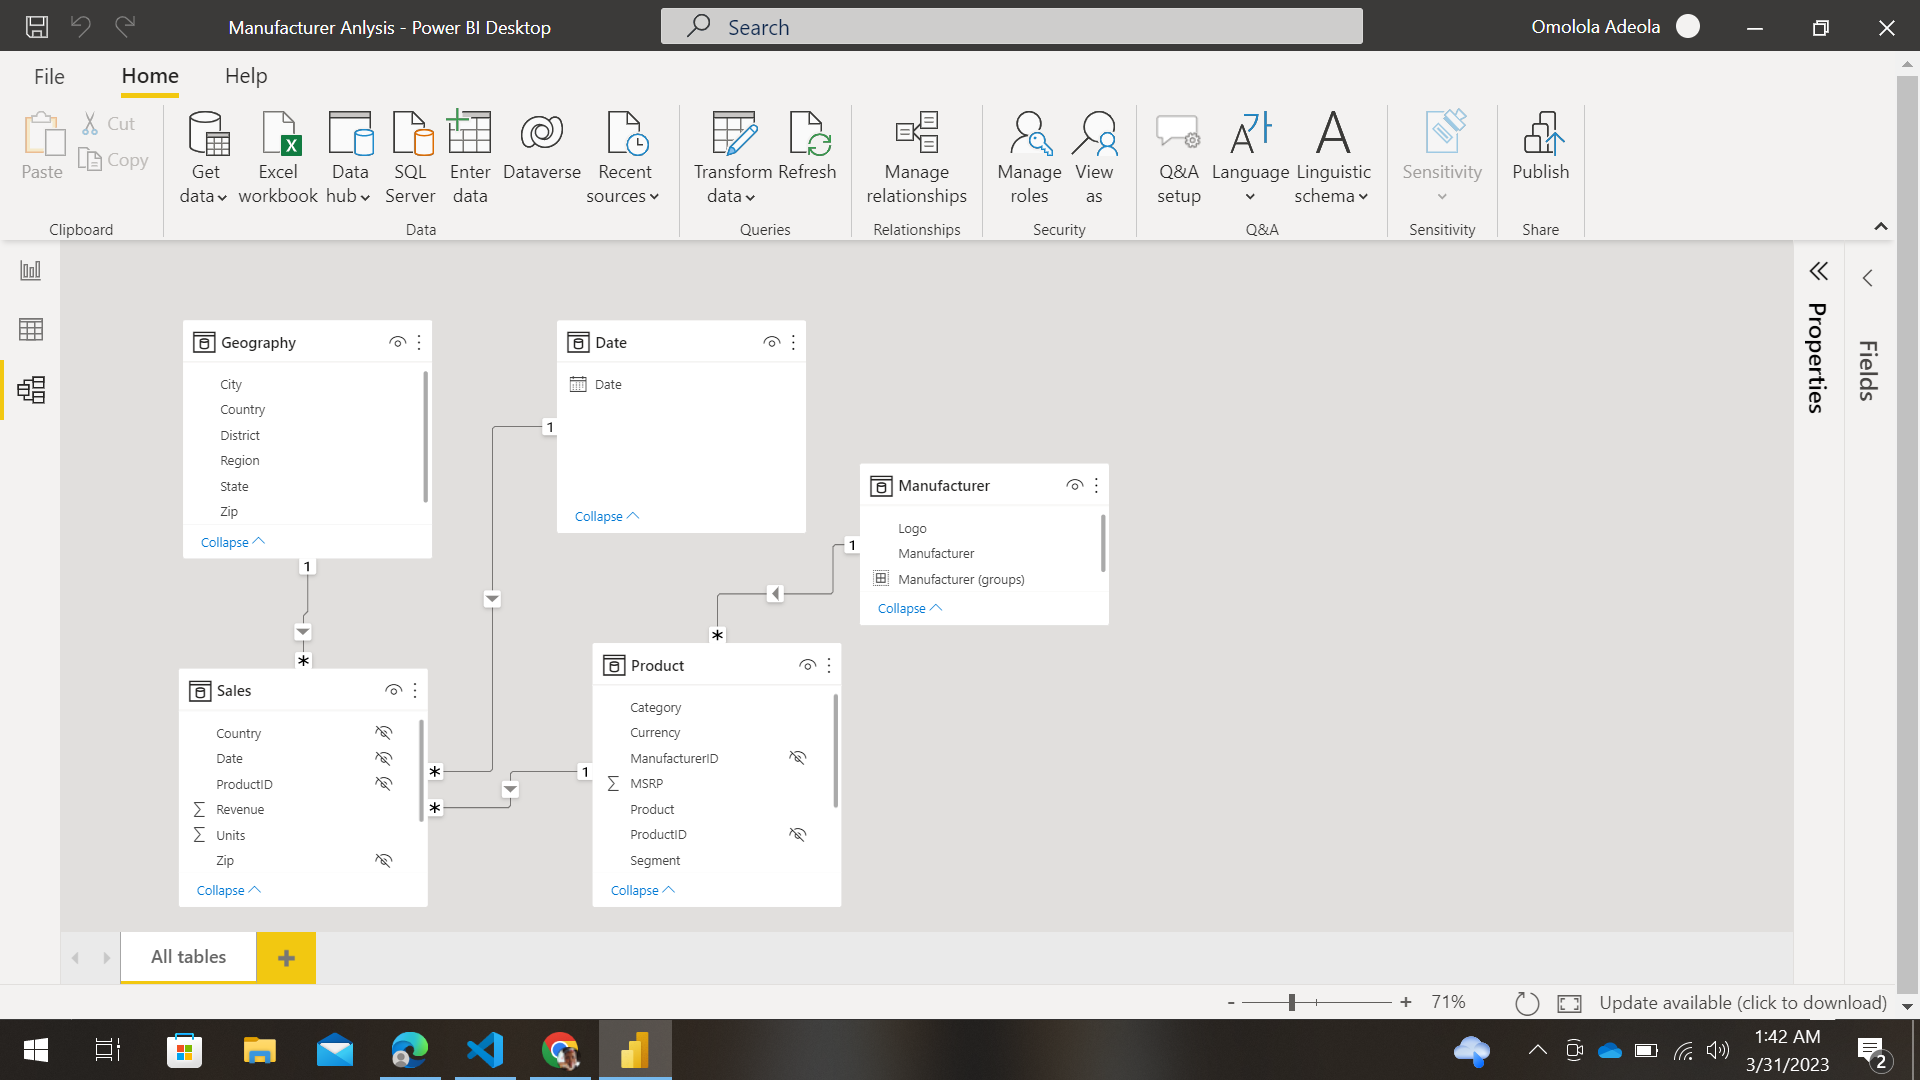 Manufacturer Anlysis - Power BI Desktop
Search
Omolola Adeola
File
Home
Help
Paste
Cut
Copy
Clipboard
Get data
Excel workbook
Data hub
SQL Server
Enter data
Dataverse
Recent sources
Data
Transform data
Refresh
Queries
Manage relationships
Relationships
Manage roles
View as
Security
Q&A setup
Language
Linguistic schema
Q&A
Sensitivity
Sensitivity
Publish
Share
Geography
City
Country
District
Region
State
Zip
Collapse
1
*
Date
Date
Collapse
1
*
Manufacturer
Logo
Manufacturer
Manufacturer (groups)
Collapse
1
*
Sales
Country
Date
ProductID
Σ Revenue
Σ Units
Zip
Collapse
*
1
Product
Category
Currency
ManufacturerID
Σ MSRP
Product
ProductID
Segment
Collapse
Properties
Fields
All tables
+
- + 71%
Update available (click to download)
1:42 AM
3/31/2023
2